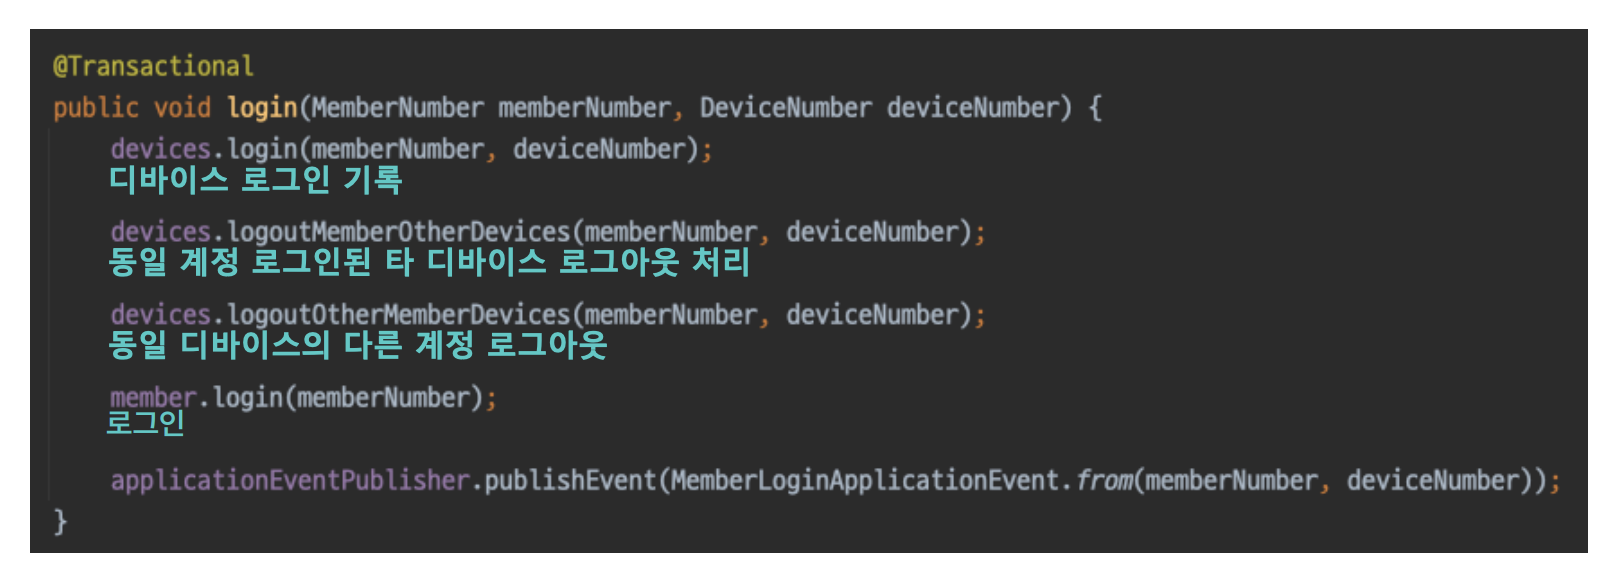 @Transactional
public void login(MemberNumber memberNumber, DeviceNumber deviceNumber) {
devices.login(memberNumber, deviceNumber);
디바이스 로그인 기록
devices.logoutMemberOtherDevices(memberNumber, deviceNumber);
동일 계정 로그인된 타 디바이스 로그아웃 처리
devices.logoutOtherMemberDevices(memberNumber, deviceNumber);
동일 디바이스의 다른 계정 로그아웃
member.login(memberNumber);
로그인
applicationEventPublisher.publishEvent(MemberLoginApplicationEvent.from(memberNumber, deviceNumber));
}